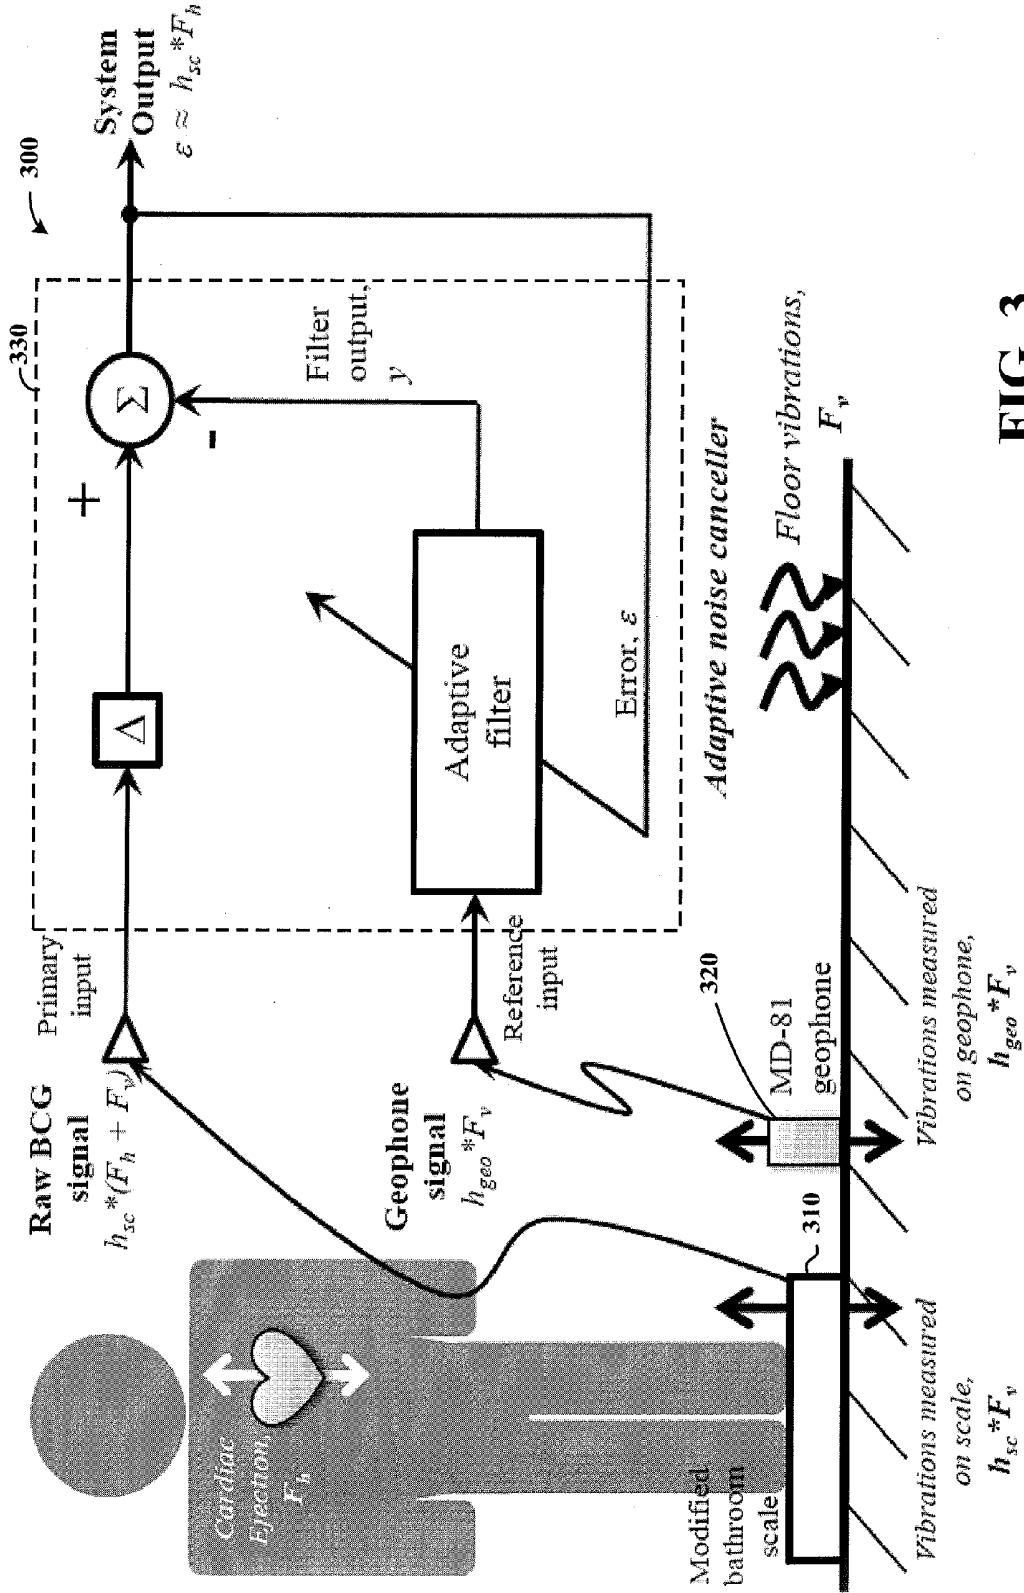 300
330
System
Output
ε ≈ h_sc*F_h
+
Σ
-
Filter
output,
y
Δ
Primary
input
Raw BCG
signal
h_sc*(F_h + F_v)
Adaptive
filter
Error, ε
Reference
input
Geophone
signal
h_geo*F_v
Adaptive noise canceller
Cardiac
Ejection,
F_h
320
MD-81
geophone
Floor vibrations,
F_v
Modified
bathroom
scale
310
Vibrations measured
on scale,
h_sc*F_v
Vibrations measured
on geophone,
h_geo*F_v
FIG. 3